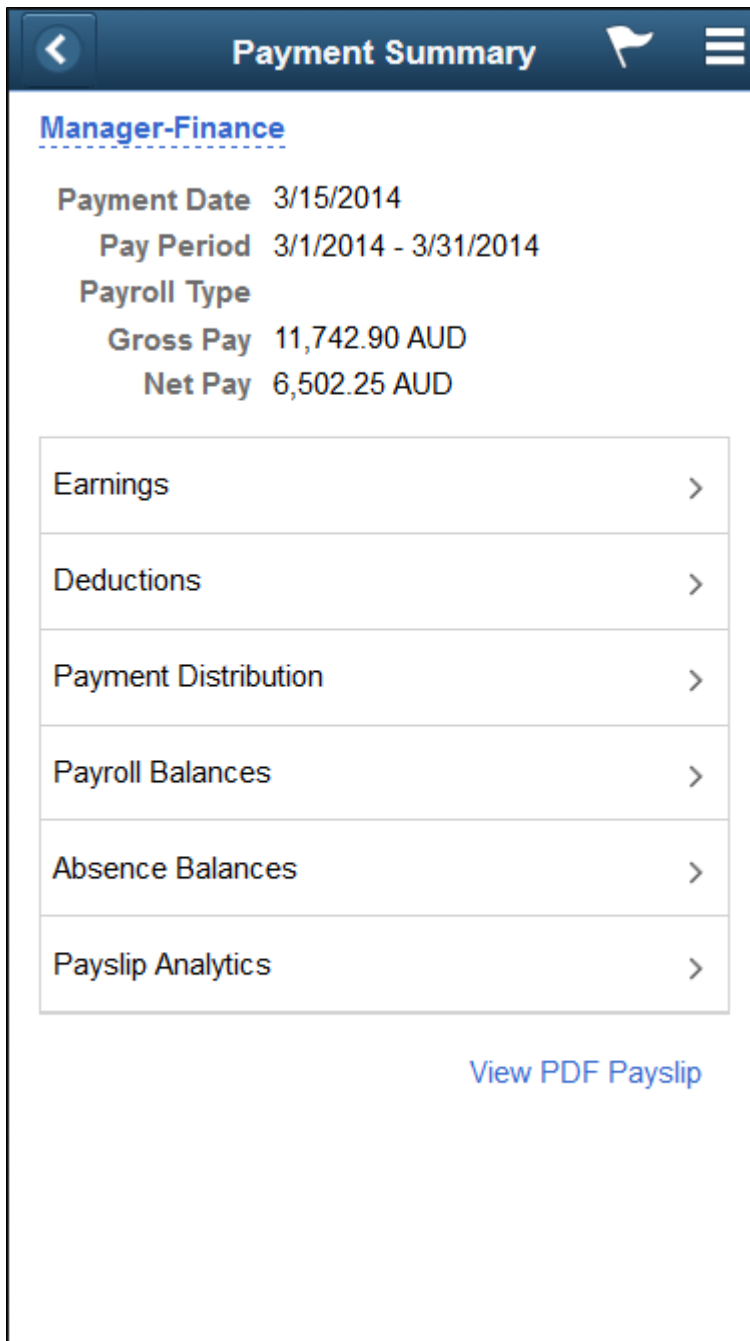 Payment Summary
Manager-Finance
Payment Date 3/15/2014
Pay Period 3/1/2014 - 3/31/2014
Payroll Type
Gross Pay 11,742.90 AUD
Net Pay 6,502.25 AUD
Earnings
Deductions
Payment Distribution
Payroll Balances
Absence Balances
Payslip Analytics
View PDF Payslip